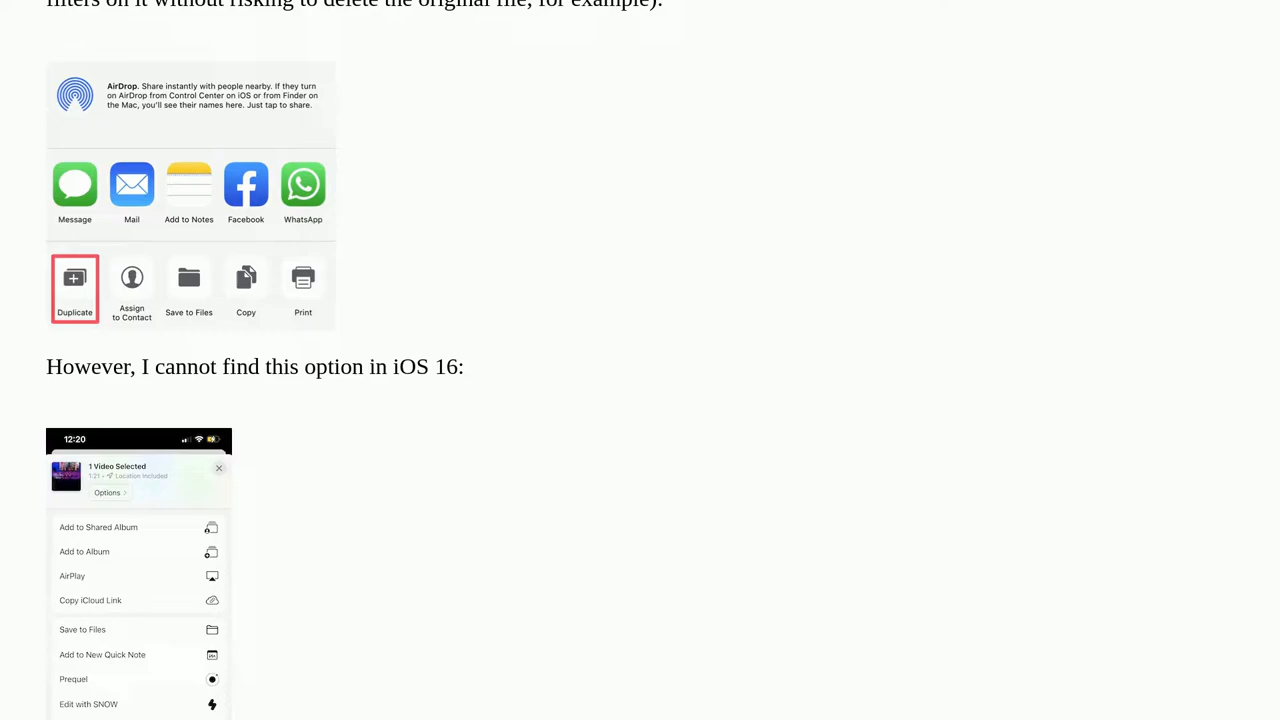 filters on it without risking to delete the original file, for example).
AirDrop. Share instantly with people nearby. If they turn
on AirDrop from Control Center on iOS or from Finder on
the Mac, you'll see their names here. Just tap to share.
Message Mail Add to Notes Facebook WhatsApp
Duplicate Assign to Contact Save to Files Copy Print
However, I cannot find this option in iOS 16:
12:20
1 Video Selected
1:21 • Location Included
Options >
Add to Shared Album
Add to Album
AirPlay
Copy iCloud Link
Save to Files
Add to New Quick Note
Prequel
Edit with SNOW